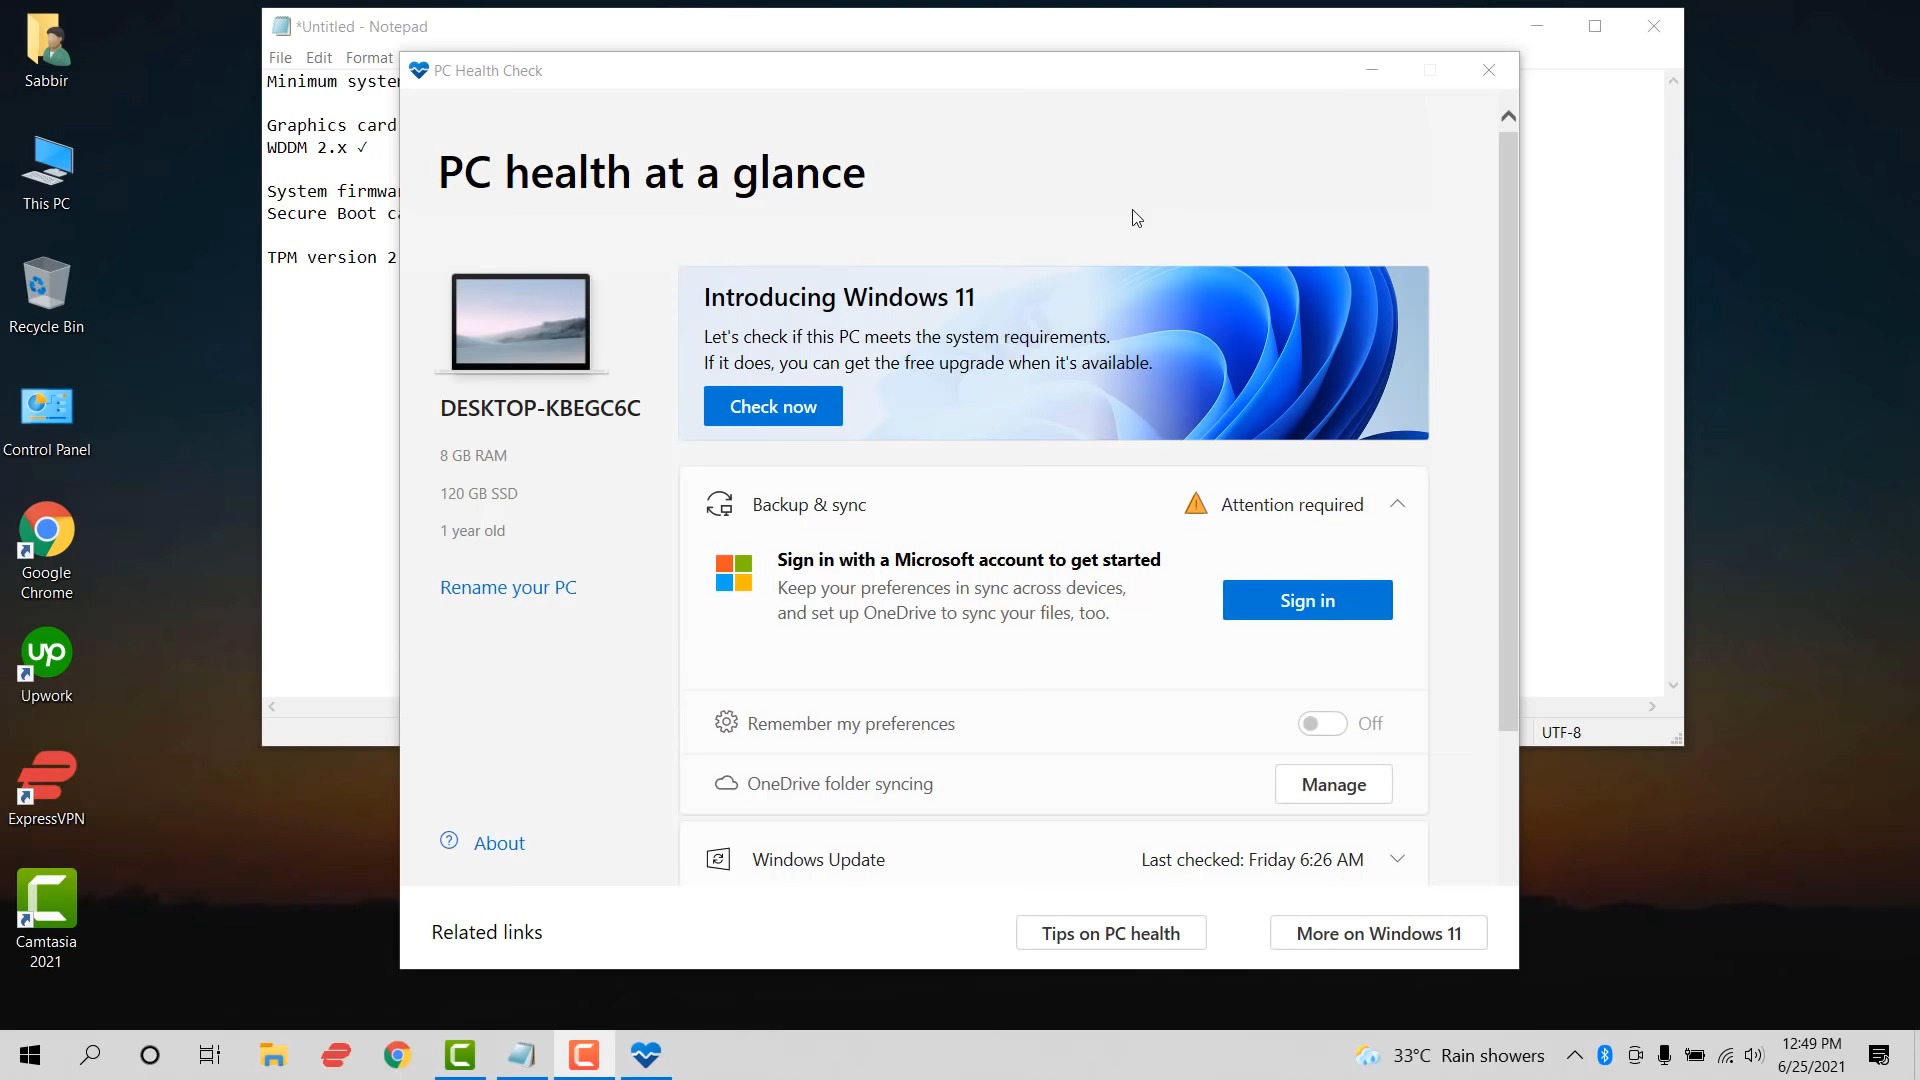 Sabbir
This PC
Recycle Bin
Control Panel
Google
Chrome
up
Upwork
ExpressVPN
Camtasia
2021
*Untitled - Notepad
File Edit Format
Minimum system
Graphics card
WDDM 2.x ✓
System firmwar
Secure Boot ca
TPM version 2
UTF-8
PC Health Check
PC health at a glance
DESKTOP-KBEGC6C
8 GB RAM
120 GB SSD
1 year old
Rename your PC
About
Introducing Windows 11
Let's check if this PC meets the system requirements.
If it does, you can get the free upgrade when it's available.
Check now
Backup & sync Attention required
Sign in with a Microsoft account to get started
Keep your preferences in sync across devices,
and set up OneDrive to sync your files, too.
Sign in
Remember my preferences Off
OneDrive folder syncing Manage
Windows Update Last checked: Friday 6:26 AM
Related links Tips on PC health More on Windows 11
33°C Rain showers
12:49 PM
6/25/2021